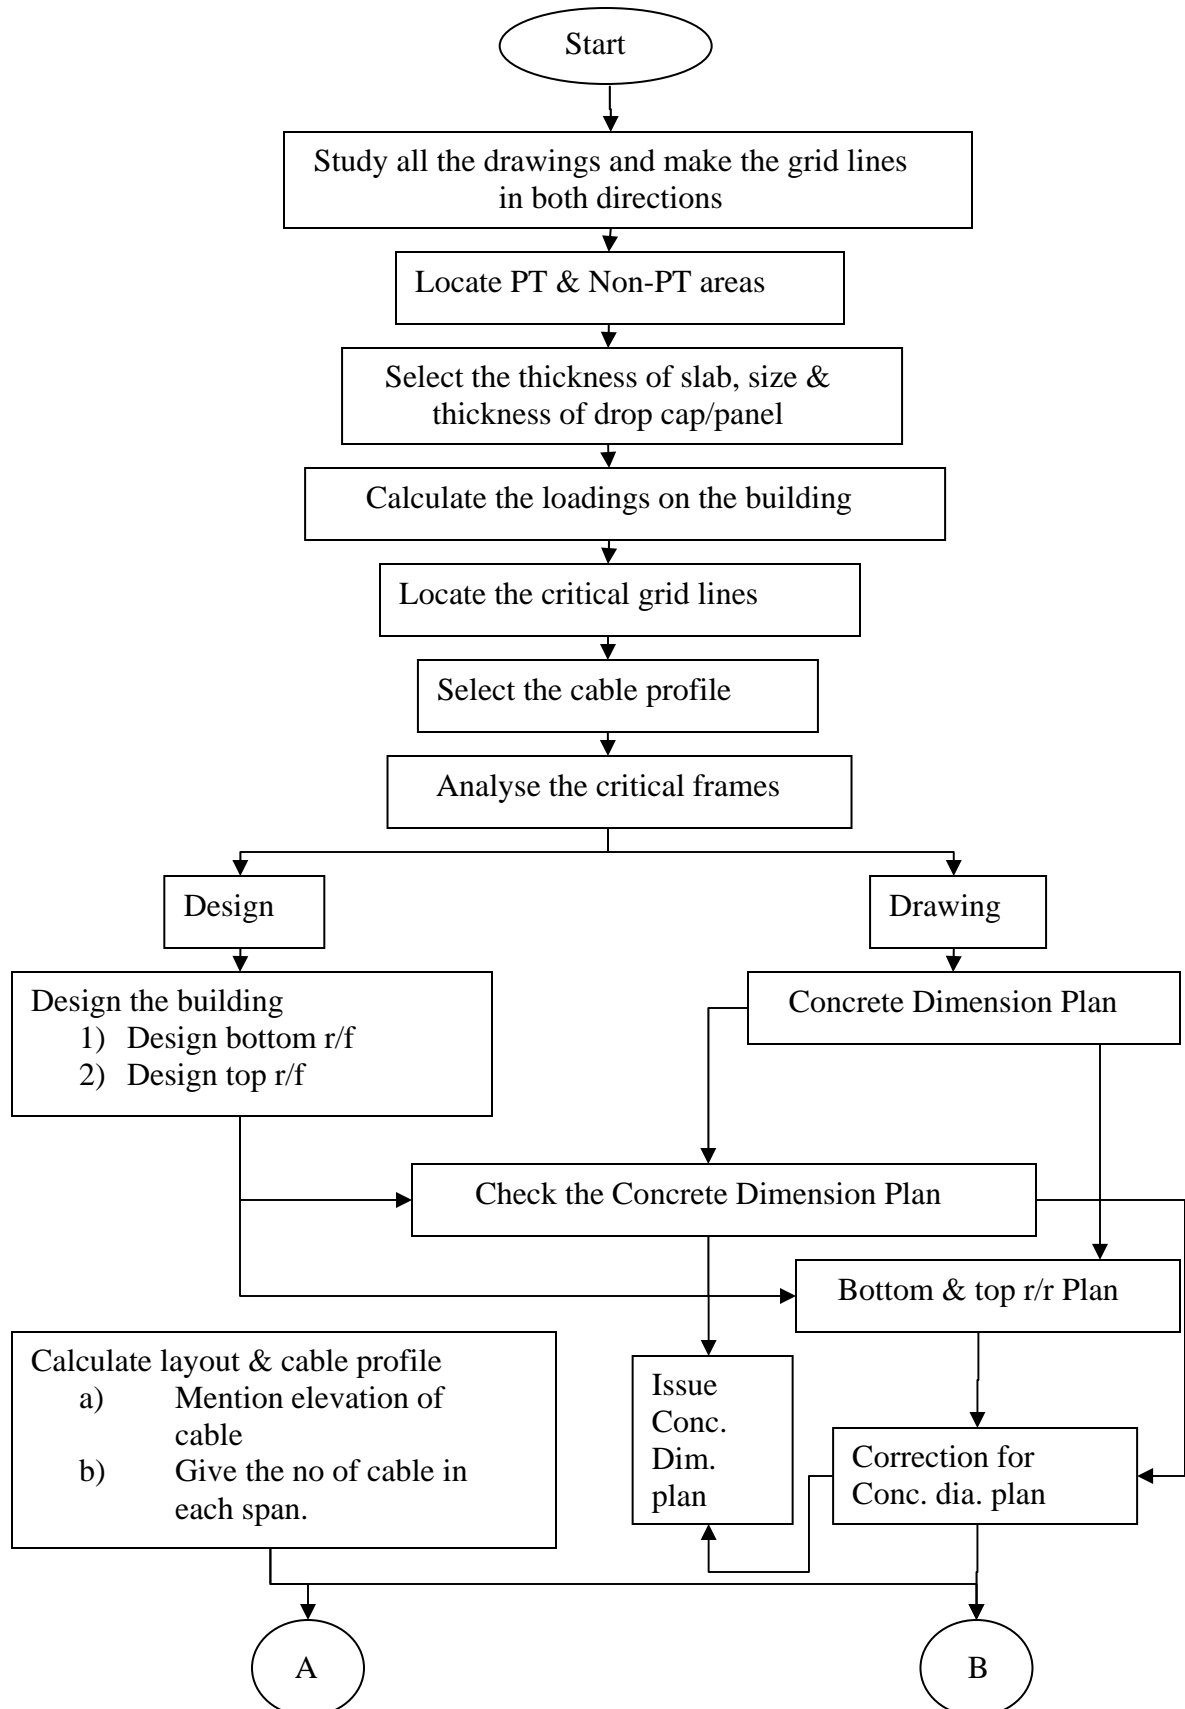 Start
Study all the drawings and make the grid lines
in both directions
Locate PT & Non-PT areas
Select the thickness of slab, size &
thickness of drop cap/panel
Calculate the loadings on the building
Locate the critical grid lines
Select the cable profile
Analyse the critical frames
Design
Drawing
Design the building
1) Design bottom r/f
2) Design top r/f
Concrete Dimension Plan
Check the Concrete Dimension Plan
Bottom & top r/r Plan
Calculate layout & cable profile
a) Mention elevation of
cable
b) Give the no of cable in
each span.
Issue
Conc.
Dim.
plan
Correction for
Conc. dia. plan
A
B